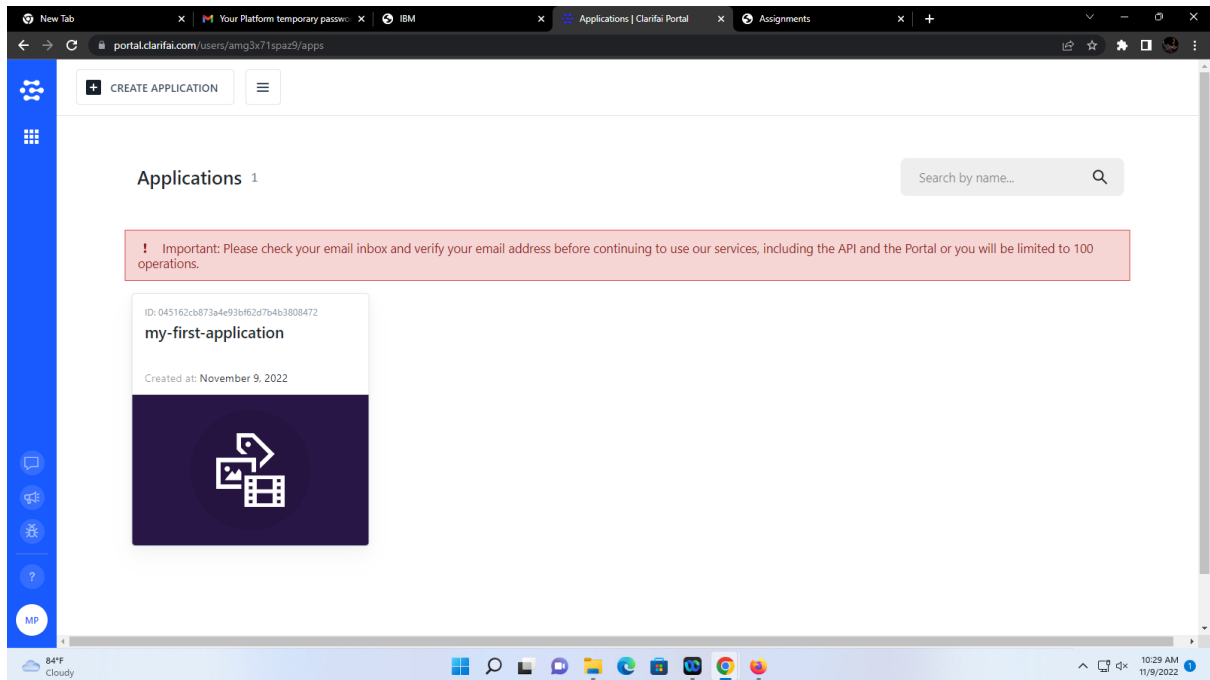 New Tab
Your Platform temporary passwo
IBM
Applications | Clarifai Portal
Assignments
portal.clarifai.com/users/amg3x71spaz9/apps
CREATE APPLICATION
Applications 1
Search by name...
! Important: Please check your email inbox and verify your email address before continuing to use our services, including the API and the Portal or you will be limited to 100
operations.
ID: 045162cb873a4e93bf62d7b4b3808472
my-first-application
Created at: November 9, 2022
?
MP
84°F
Cloudy
10:29 AM
11/9/2022
1